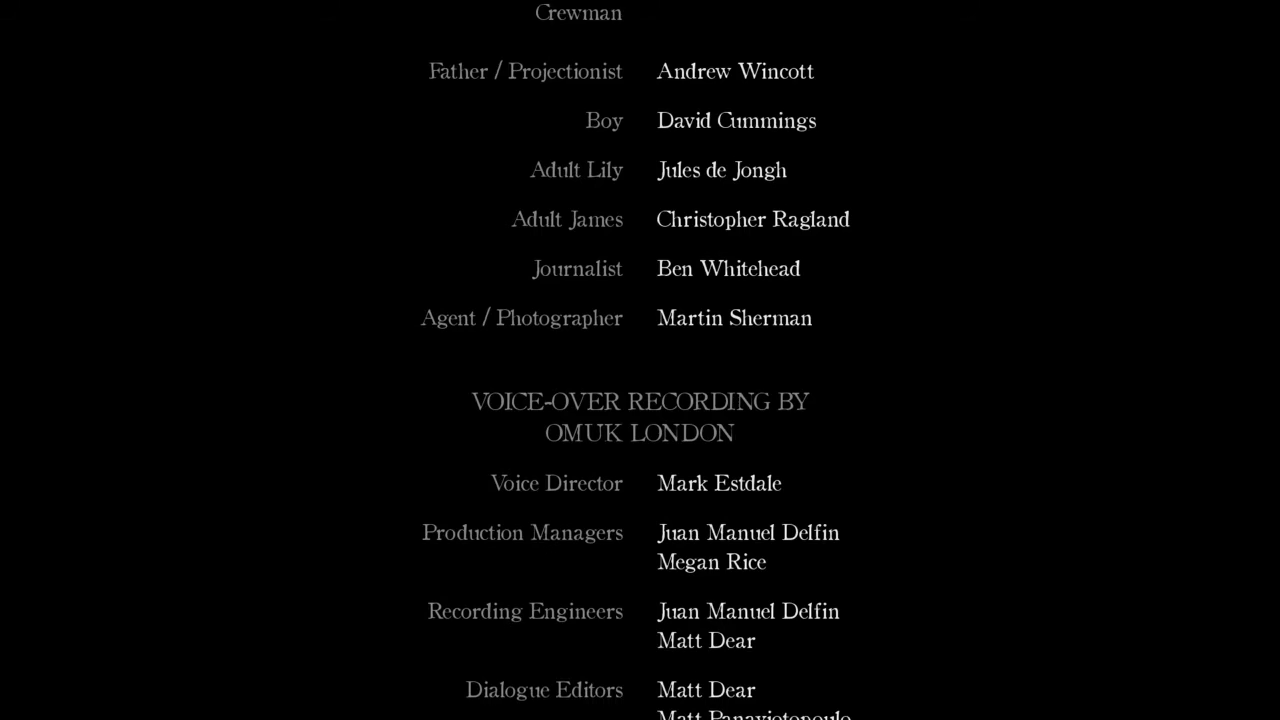 Crewman
Father / Projectionist Andrew Wincott
Boy David Cummings
Adult Lily Jules de Jongh
Adult James Christopher Ragland
Journalist Ben Whitehead
Agent / Photographer Martin Sherman
VOICE-OVER RECORDING BY
OMUK LONDON
Voice Director Mark Estdale
Production Managers Juan Manuel Delfin
Megan Rice
Recording Engineers Juan Manuel Delfin
Matt Dear
Dialogue Editors Matt Dear
Matt